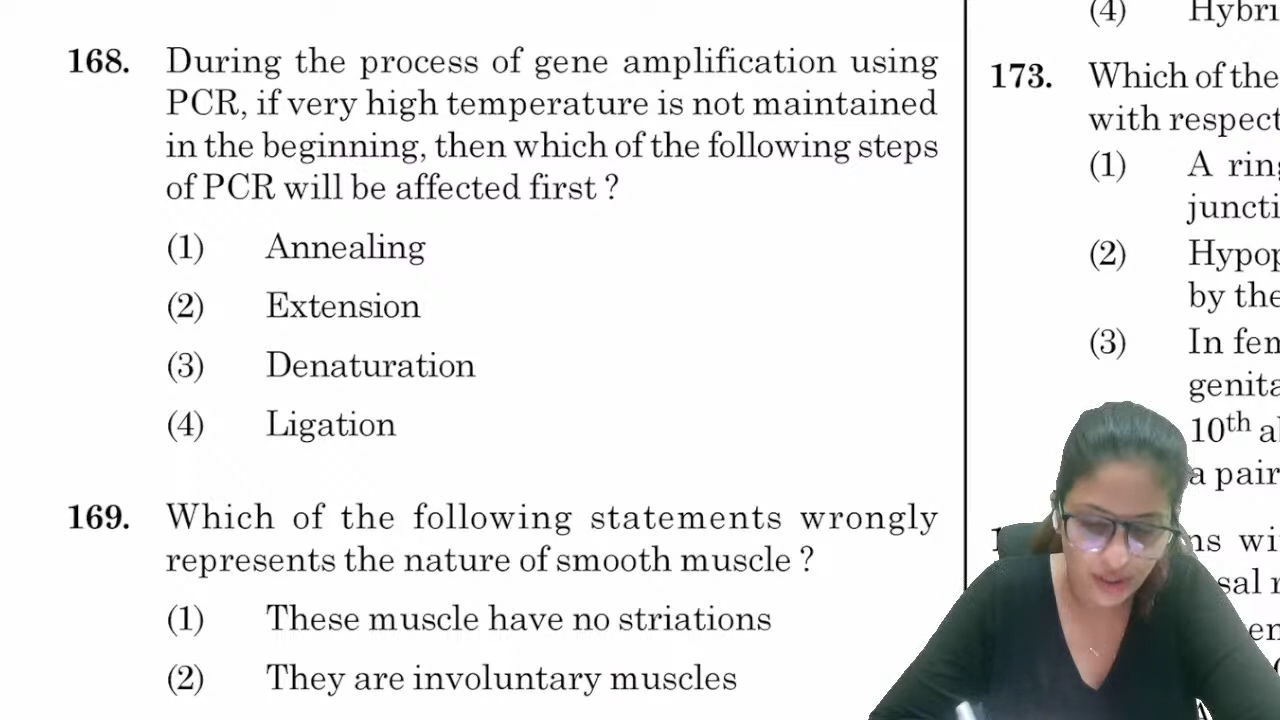 168. During the process of gene amplification using
PCR, if very high temperature is not maintained
in the beginning, then which of the following steps
of PCR will be affected first ?
(1) Annealing
(2) Extension
(3) Denaturation
(4) Ligation
169. Which of the following statements wrongly
represents the nature of smooth muscle ?
(1) These muscle have no striations
(2) They are involuntary muscles
(4) Hybri
173. Which of the
with respect
(1) A ring
juncti
(2) Hypop
by the
(3) In fem
genita
10th a
a pair